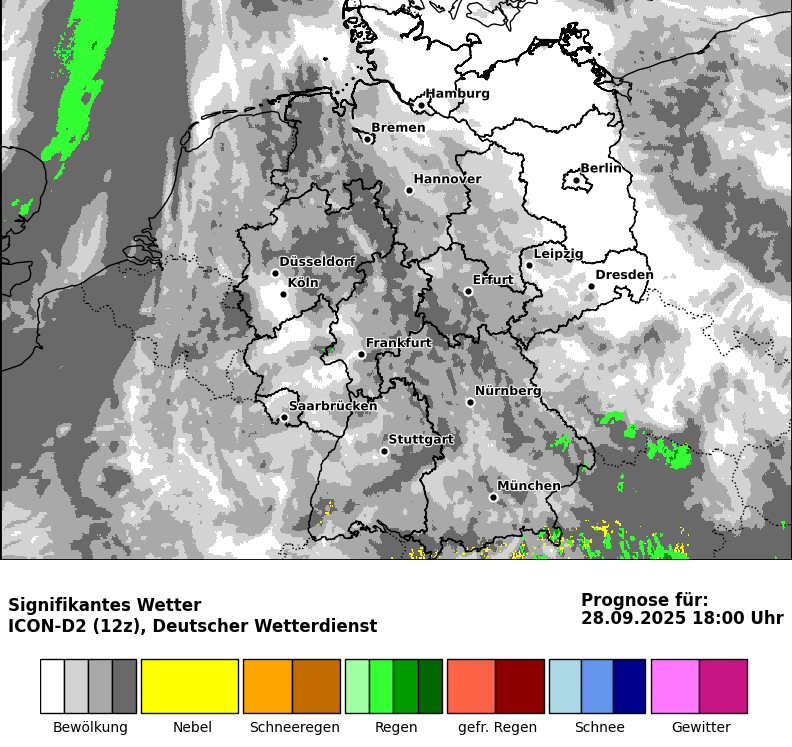 Hamburg
Bremen
Berlin
Hannover
Leipzig
Düsseldorf
Dresden
Köln
Erfurt
Frankfurt
Nürnberg
Saarbrücken
Stuttgart
München
Signifikantes Wetter
ICON-D2 (12z), Deutscher Wetterdienst
Prognose für:
28.09.2025 18:00 Uhr
Bewölkung
Nebel
Schneeregen
Regen
gefr. Regen
Schnee
Gewitter